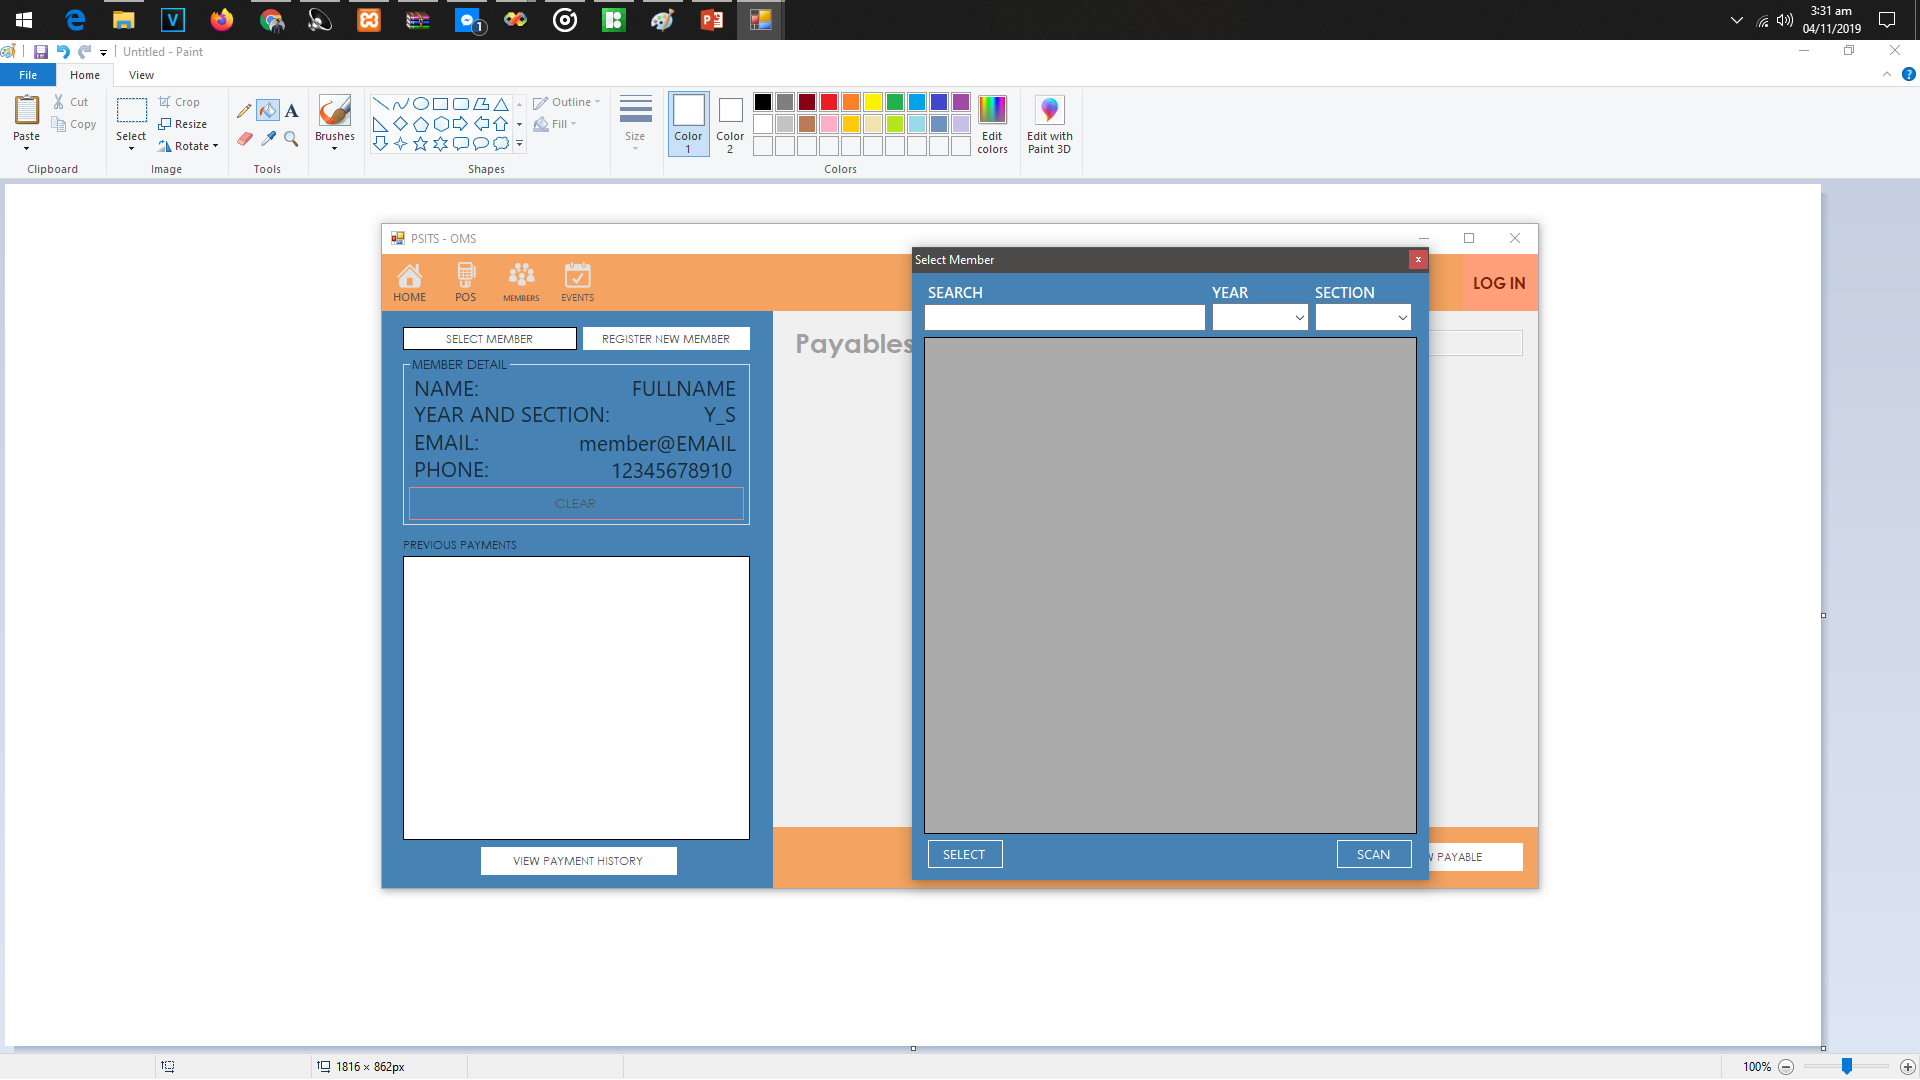 1
3:31 am
04/11/2019
Untitled - Paint
File
Home
View
Paste
Cut
Copy
Clipboard
Select
Crop
Resize
Rotate
Image
Tools
Brushes
Shapes
Outline
Fill
Size
Color
1
Color
2
Edit
colors
Colors
Edit with
Paint 3D
PSITS - OMS
HOME
POS
MEMBERS
EVENTS
LOG IN
SELECT MEMBER
REGISTER NEW MEMBER
MEMBER DETAIL
NAME: FULLNAME
YEAR AND SECTION: Y_S
EMAIL: member@EMAIL
PHONE: 12345678910
CLEAR
PREVIOUS PAYMENTS
VIEW PAYMENT HISTORY
Payables
Select Member
x
SEARCH
YEAR
SECTION
SELECT
SCAN
PAYABLE
1816 × 862px
100%